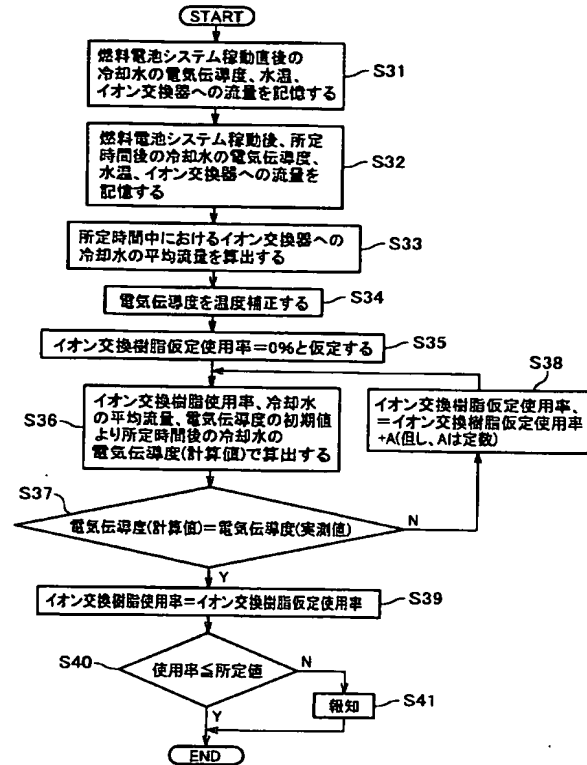 START
燃料電池システム稼動直後の
冷却水の電気伝導度、水温、
イオン交換器への流量を記憶する
S31
燃料電池システム稼動後、所定
時間後の冷却水の電気伝導度、
水温、イオン交換器への流量を
記憶する
S32
所定時間中におけるイオン交換器への
冷却水の平均流量を算出する
S33
電気伝導度を温度補正する
S34
イオン交換樹脂仮定使用率=0%と仮定する
S35
S36
イオン交換樹脂使用率、冷却水
の平均流量、電気伝導度の初期値
より所定時間後の冷却水の
電気伝導度(計算値)で算出する
S38
イオン交換樹脂仮定使用率、
=イオン交換樹脂仮定使用率
+A(但し、Aは定数)
S37
電気伝導度(計算値)=電気伝導度(実測値)
N
Y
イオン交換樹脂使用率=イオン交換樹脂仮定使用率
S39
S40
使用率≦所定値
N
報知
S41
Y
END